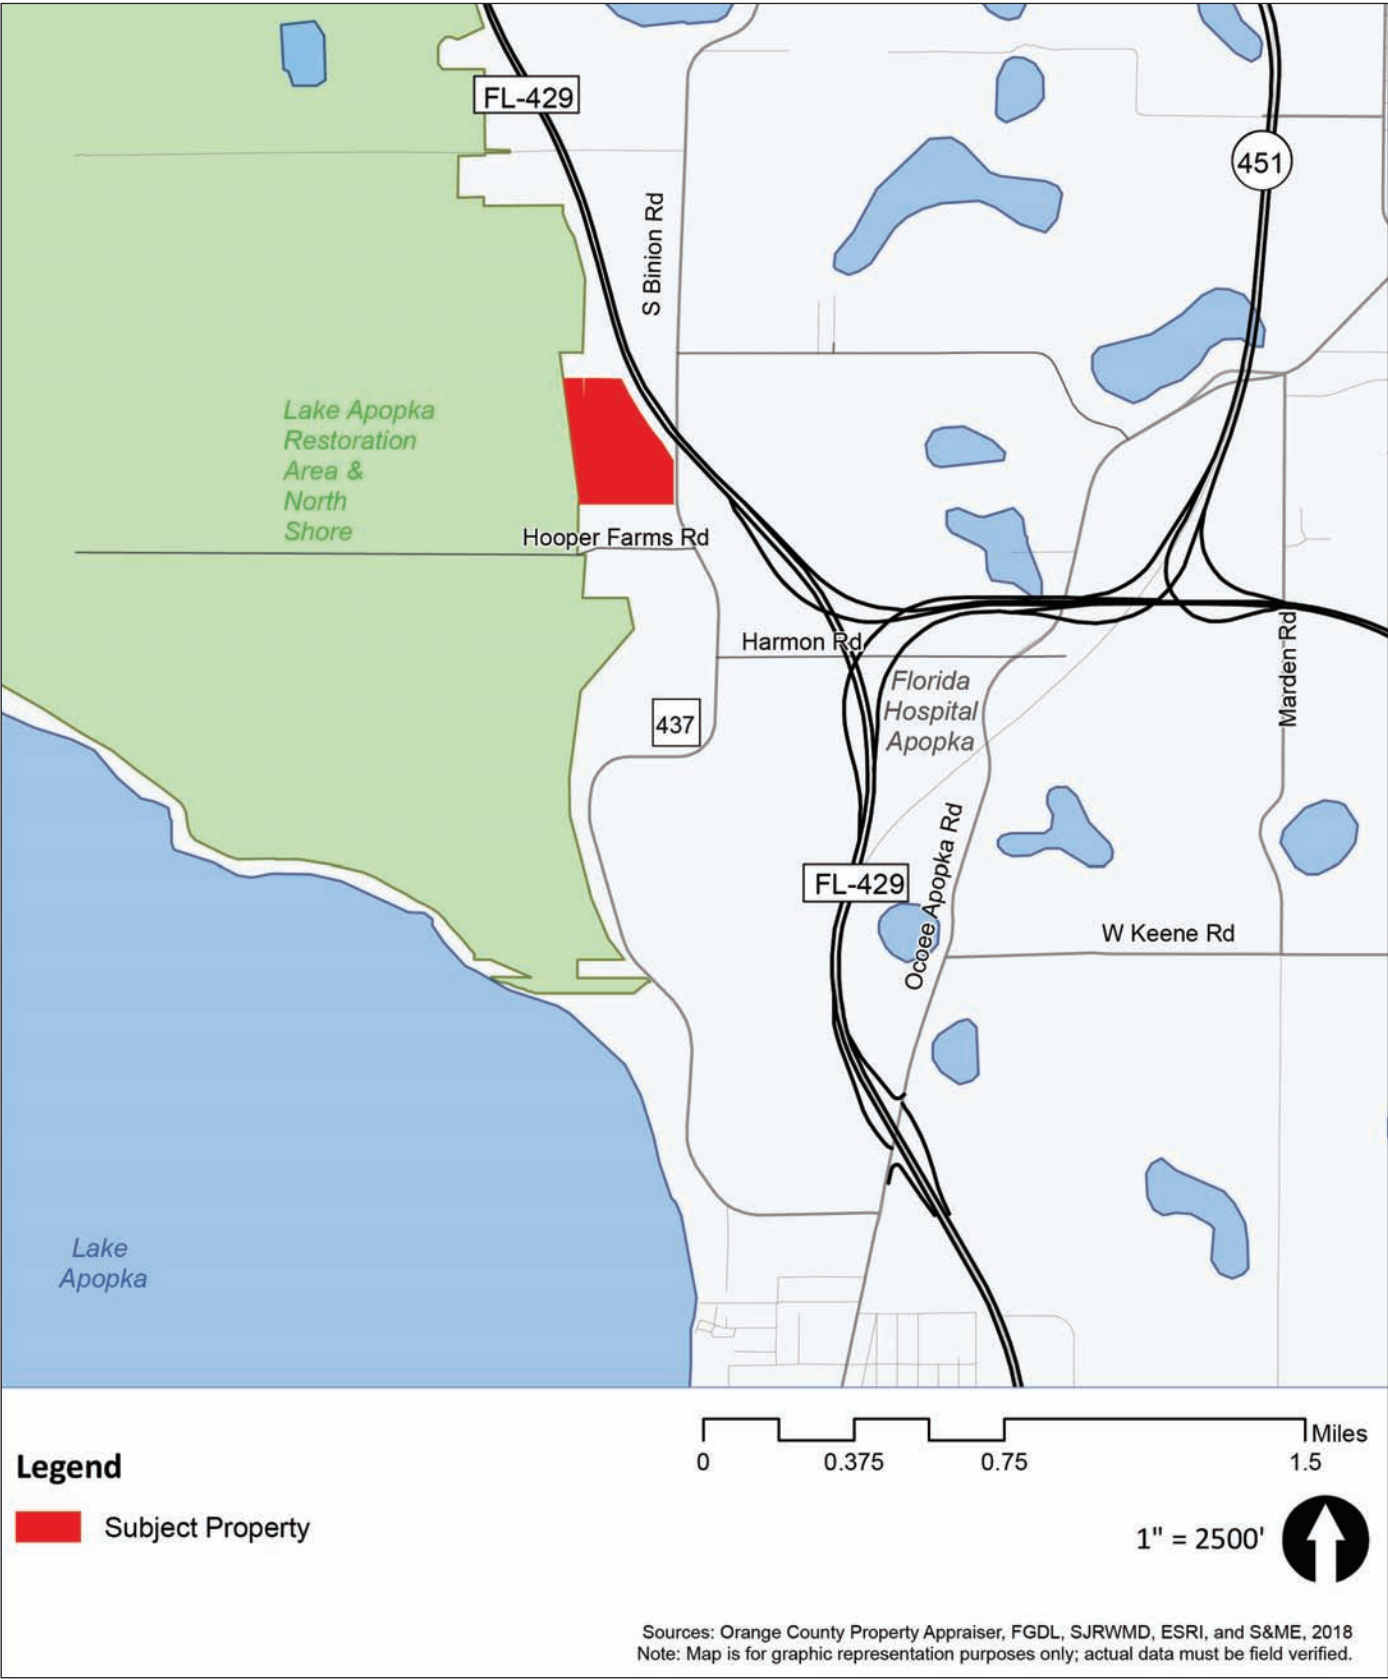 FL-429
451
S Binion Rd
Lake Apopka
Restoration
Area &
North
Shore
Hooper Farms Rd
Harmon Rd
Marden Rd
Florida
Hospital
Apopka
437
Ocoee Apopka Rd
FL-429
W Keene Rd
Lake
Apopka
Miles
0 0.375 0.75 1.5
Legend
Subject Property
1" = 2500'
Sources: Orange County Property Appraiser, FGDL, SJRWMD, ESRI, and S&ME, 2018
Note: Map is for graphic representation purposes only; actual data must be field verified.